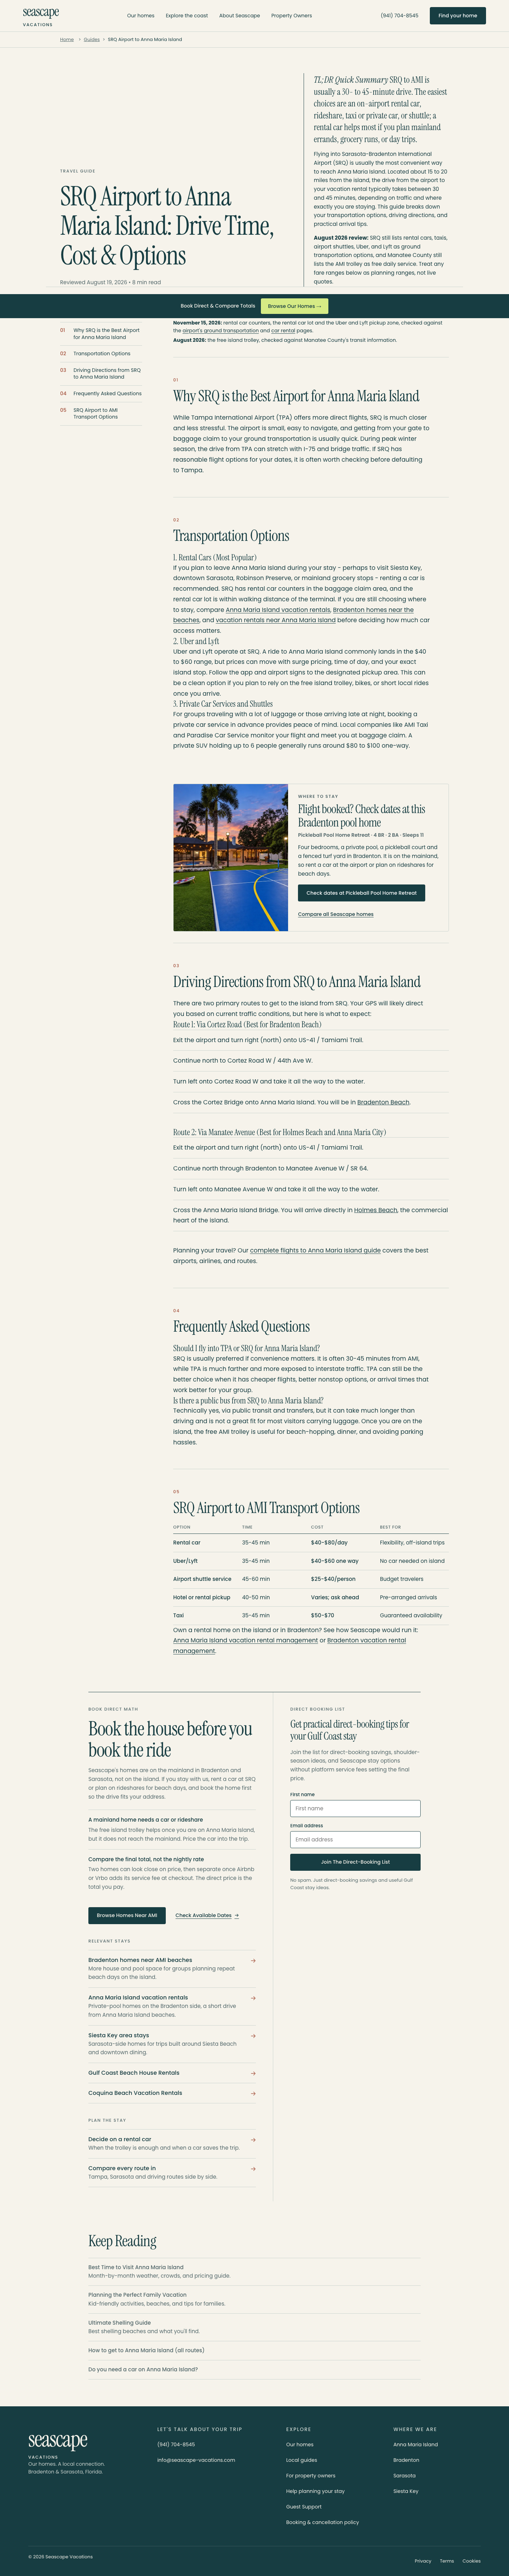 seascape
VACATIONS
Our homes
Explore the coast
About Seascape
Property Owners
(941) 704-8545
Find your home
Home › Guides › SRQ Airport to Anna Maria Island
TRAVEL GUIDE
SRQ Airport to Anna
Maria Island: Drive Time,
Cost & Options
Reviewed August 19, 2026 • 8 min read
TL;DR Quick Summary SRQ to AMI is
usually a 30- to 45-minute drive. The easiest
choices are an on-airport rental car,
rideshare, taxi or private car, or shuttle; a
rental car helps most if you plan mainland
errands, grocery runs, or day trips.
Flying into Sarasota-Bradenton International
Airport (SRQ) is usually the most convenient way
to reach Anna Maria Island. Located about 15 to 20
miles from the island, the drive from the airport to
your vacation rental typically takes between 30
and 45 minutes, depending on traffic and where
exactly you are staying. This guide breaks down
your transportation options, driving directions, and
practical arrival tips.
August 2026 review: SRQ still lists rental cars, taxis,
airport shuttles, Uber, and Lyft as ground
transportation options, and Manatee County still
lists the AMI trolley as free daily service. Treat any
fare ranges below as planning ranges, not live
quotes.
Book Direct & Compare Totals
Browse Our Homes →
01 Why SRQ is the Best Airport
for Anna Maria Island
02 Transportation Options
03 Driving Directions from SRQ
to Anna Maria Island
04 Frequently Asked Questions
05 SRQ Airport to AMI
Transport Options
November 15, 2026: rental car counters, the rental car lot and the Uber and Lyft pickup zone, checked against
the airport's ground transportation and car rental pages.
August 2026: the free island trolley, checked against Manatee County's transit information.
01
Why SRQ is the Best Airport for Anna Maria Island
While Tampa International Airport (TPA) offers more direct flights, SRQ is much closer
and less stressful. The airport is small, easy to navigate, and getting from your gate to
baggage claim to your ground transportation is usually quick. During peak winter
season, the drive from TPA can stretch with I-75 and bridge traffic. If SRQ has
reasonable flight options for your dates, it is often worth checking before defaulting
to Tampa.
02
Transportation Options
1. Rental Cars (Most Popular)
If you plan to leave Anna Maria Island during your stay - perhaps to visit Siesta Key,
downtown Sarasota, Robinson Preserve, or mainland grocery stops - renting a car is
recommended. SRQ has rental car counters in the baggage claim area, and the
rental car lot is within walking distance of the terminal. If you are still choosing where
to stay, compare Anna Maria Island vacation rentals, Bradenton homes near the
beaches, and vacation rentals near Anna Maria Island before deciding how much car
access matters.
2. Uber and Lyft
Uber and Lyft operate at SRQ. A ride to Anna Maria Island commonly lands in the $40
to $60 range, but prices can move with surge pricing, time of day, and your exact
island stop. Follow the app and airport signs to the designated pickup area. This can
be a clean option if you plan to rely on the free island trolley, bikes, or short local rides
once you arrive.
3. Private Car Services and Shuttles
For groups traveling with a lot of luggage or those arriving late at night, booking a
private car service in advance provides peace of mind. Local companies like AMI Taxi
and Paradise Car Service monitor your flight and meet you at baggage claim. A
private SUV holding up to 6 people generally runs around $80 to $100 one-way.
WHERE TO STAY
Flight booked? Check dates at this
Bradenton pool home
Pickleball Pool Home Retreat · 4 BR · 2 BA · Sleeps 11
Four bedrooms, a private pool, a pickleball court and
a fenced turf yard in Bradenton. It is on the mainland,
so rent a car at the airport or plan on rideshares for
beach days.
Check dates at Pickleball Pool Home Retreat
Compare all Seascape homes
03
Driving Directions from SRQ to Anna Maria Island
There are two primary routes to get to the island from SRQ. Your GPS will likely direct
you based on current traffic conditions, but here is what to expect:
Route 1: Via Cortez Road (Best for Bradenton Beach)
Exit the airport and turn right (north) onto US-41 / Tamiami Trail.
Continue north to Cortez Road W / 44th Ave W.
Turn left onto Cortez Road W and take it all the way to the water.
Cross the Cortez Bridge onto Anna Maria Island. You will be in Bradenton Beach.
Route 2: Via Manatee Avenue (Best for Holmes Beach and Anna Maria City)
Exit the airport and turn right (north) onto US-41 / Tamiami Trail.
Continue north through Bradenton to Manatee Avenue W / SR 64.
Turn left onto Manatee Avenue W and take it all the way to the water.
Cross the Anna Maria Island Bridge. You will arrive directly in Holmes Beach, the commercial
heart of the island.
Planning your travel? Our complete flights to Anna Maria Island guide covers the best
airports, airlines, and routes.
04
Frequently Asked Questions
Should I fly into TPA or SRQ for Anna Maria Island?
SRQ is usually preferred if convenience matters. It is often 30-45 minutes from AMI,
while TPA is much farther and more exposed to interstate traffic. TPA can still be the
better choice when it has cheaper flights, better nonstop options, or arrival times that
work better for your group.
Is there a public bus from SRQ to Anna Maria Island?
Technically yes, via public transit and transfers, but it can take much longer than
driving and is not a great fit for most visitors carrying luggage. Once you are on the
island, the free AMI trolley is useful for beach-hopping, dinner, and avoiding parking
hassles.
05
SRQ Airport to AMI Transport Options
OPTION TIME COST BEST FOR
Rental car 35-45 min $40-$80/day Flexibility, off-island trips
Uber/Lyft 35-45 min $40-$60 one way No car needed on island
Airport shuttle service 45-60 min $25-$40/person Budget travelers
Hotel or rental pickup 40-50 min Varies; ask ahead Pre-arranged arrivals
Taxi 35-45 min $50-$70 Guaranteed availability
Own a rental home on the island or in Bradenton? See how Seascape would run it:
Anna Maria Island vacation rental management or Bradenton vacation rental
management.
BOOK DIRECT MATH
Book the house before you
book the ride
Seascape's homes are on the mainland in Bradenton and
Sarasota, not on the island. If you stay with us, rent a car at SRQ
or plan on rideshares for beach days, and book the home first
so the drive fits your address.
A mainland home needs a car or rideshare
The free island trolley helps once you are on Anna Maria Island,
but it does not reach the mainland. Price the car into the trip.
Compare the final total, not the nightly rate
Two homes can look close on price, then separate once Airbnb
or Vrbo adds its service fee at checkout. The direct price is the
total you pay.
Browse Homes Near AMI
Check Available Dates →
RELEVANT STAYS
Bradenton homes near AMI beaches →
More house and pool space for groups planning repeat
beach days on the island.
Anna Maria Island vacation rentals →
Private-pool homes on the Bradenton side, a short drive
from Anna Maria Island beaches.
Siesta Key area stays →
Sarasota-side homes for trips built around Siesta Beach
and downtown dining.
Gulf Coast Beach House Rentals →
Coquina Beach Vacation Rentals →
PLAN THE STAY
Decide on a rental car →
When the trolley is enough and when a car saves the trip.
Compare every route in →
Tampa, Sarasota and driving routes side by side.
DIRECT BOOKING LIST
Get practical direct-booking tips for
your Gulf Coast stay
Join the list for direct-booking savings, shoulder-
season ideas, and Seascape stay options
without platform service fees setting the final
price.
First name
First name
Email address
Email address
Join The Direct-Booking List
No spam. Just direct-booking savings and useful Gulf
Coast stay ideas.
Keep Reading
Best Time to Visit Anna Maria Island
Month-by-month weather, crowds, and pricing guide.
Planning the Perfect Family Vacation
Kid-friendly activities, beaches, and tips for families.
Ultimate Shelling Guide
Best shelling beaches and what you'll find.
How to get to Anna Maria Island (all routes)
Do you need a car on Anna Maria Island?
seascape
VACATIONS
Our homes. A local connection.
Bradenton & Sarasota, Florida.
LET'S TALK ABOUT YOUR TRIP
(941) 704-8545
info@seascape-vacations.com
EXPLORE
Our homes
Local guides
For property owners
Help planning your stay
Guest Support
Booking & cancellation policy
WHERE WE ARE
Anna Maria Island
Bradenton
Sarasota
Siesta Key
© 2026 Seascape Vacations
Privacy
Terms
Cookies